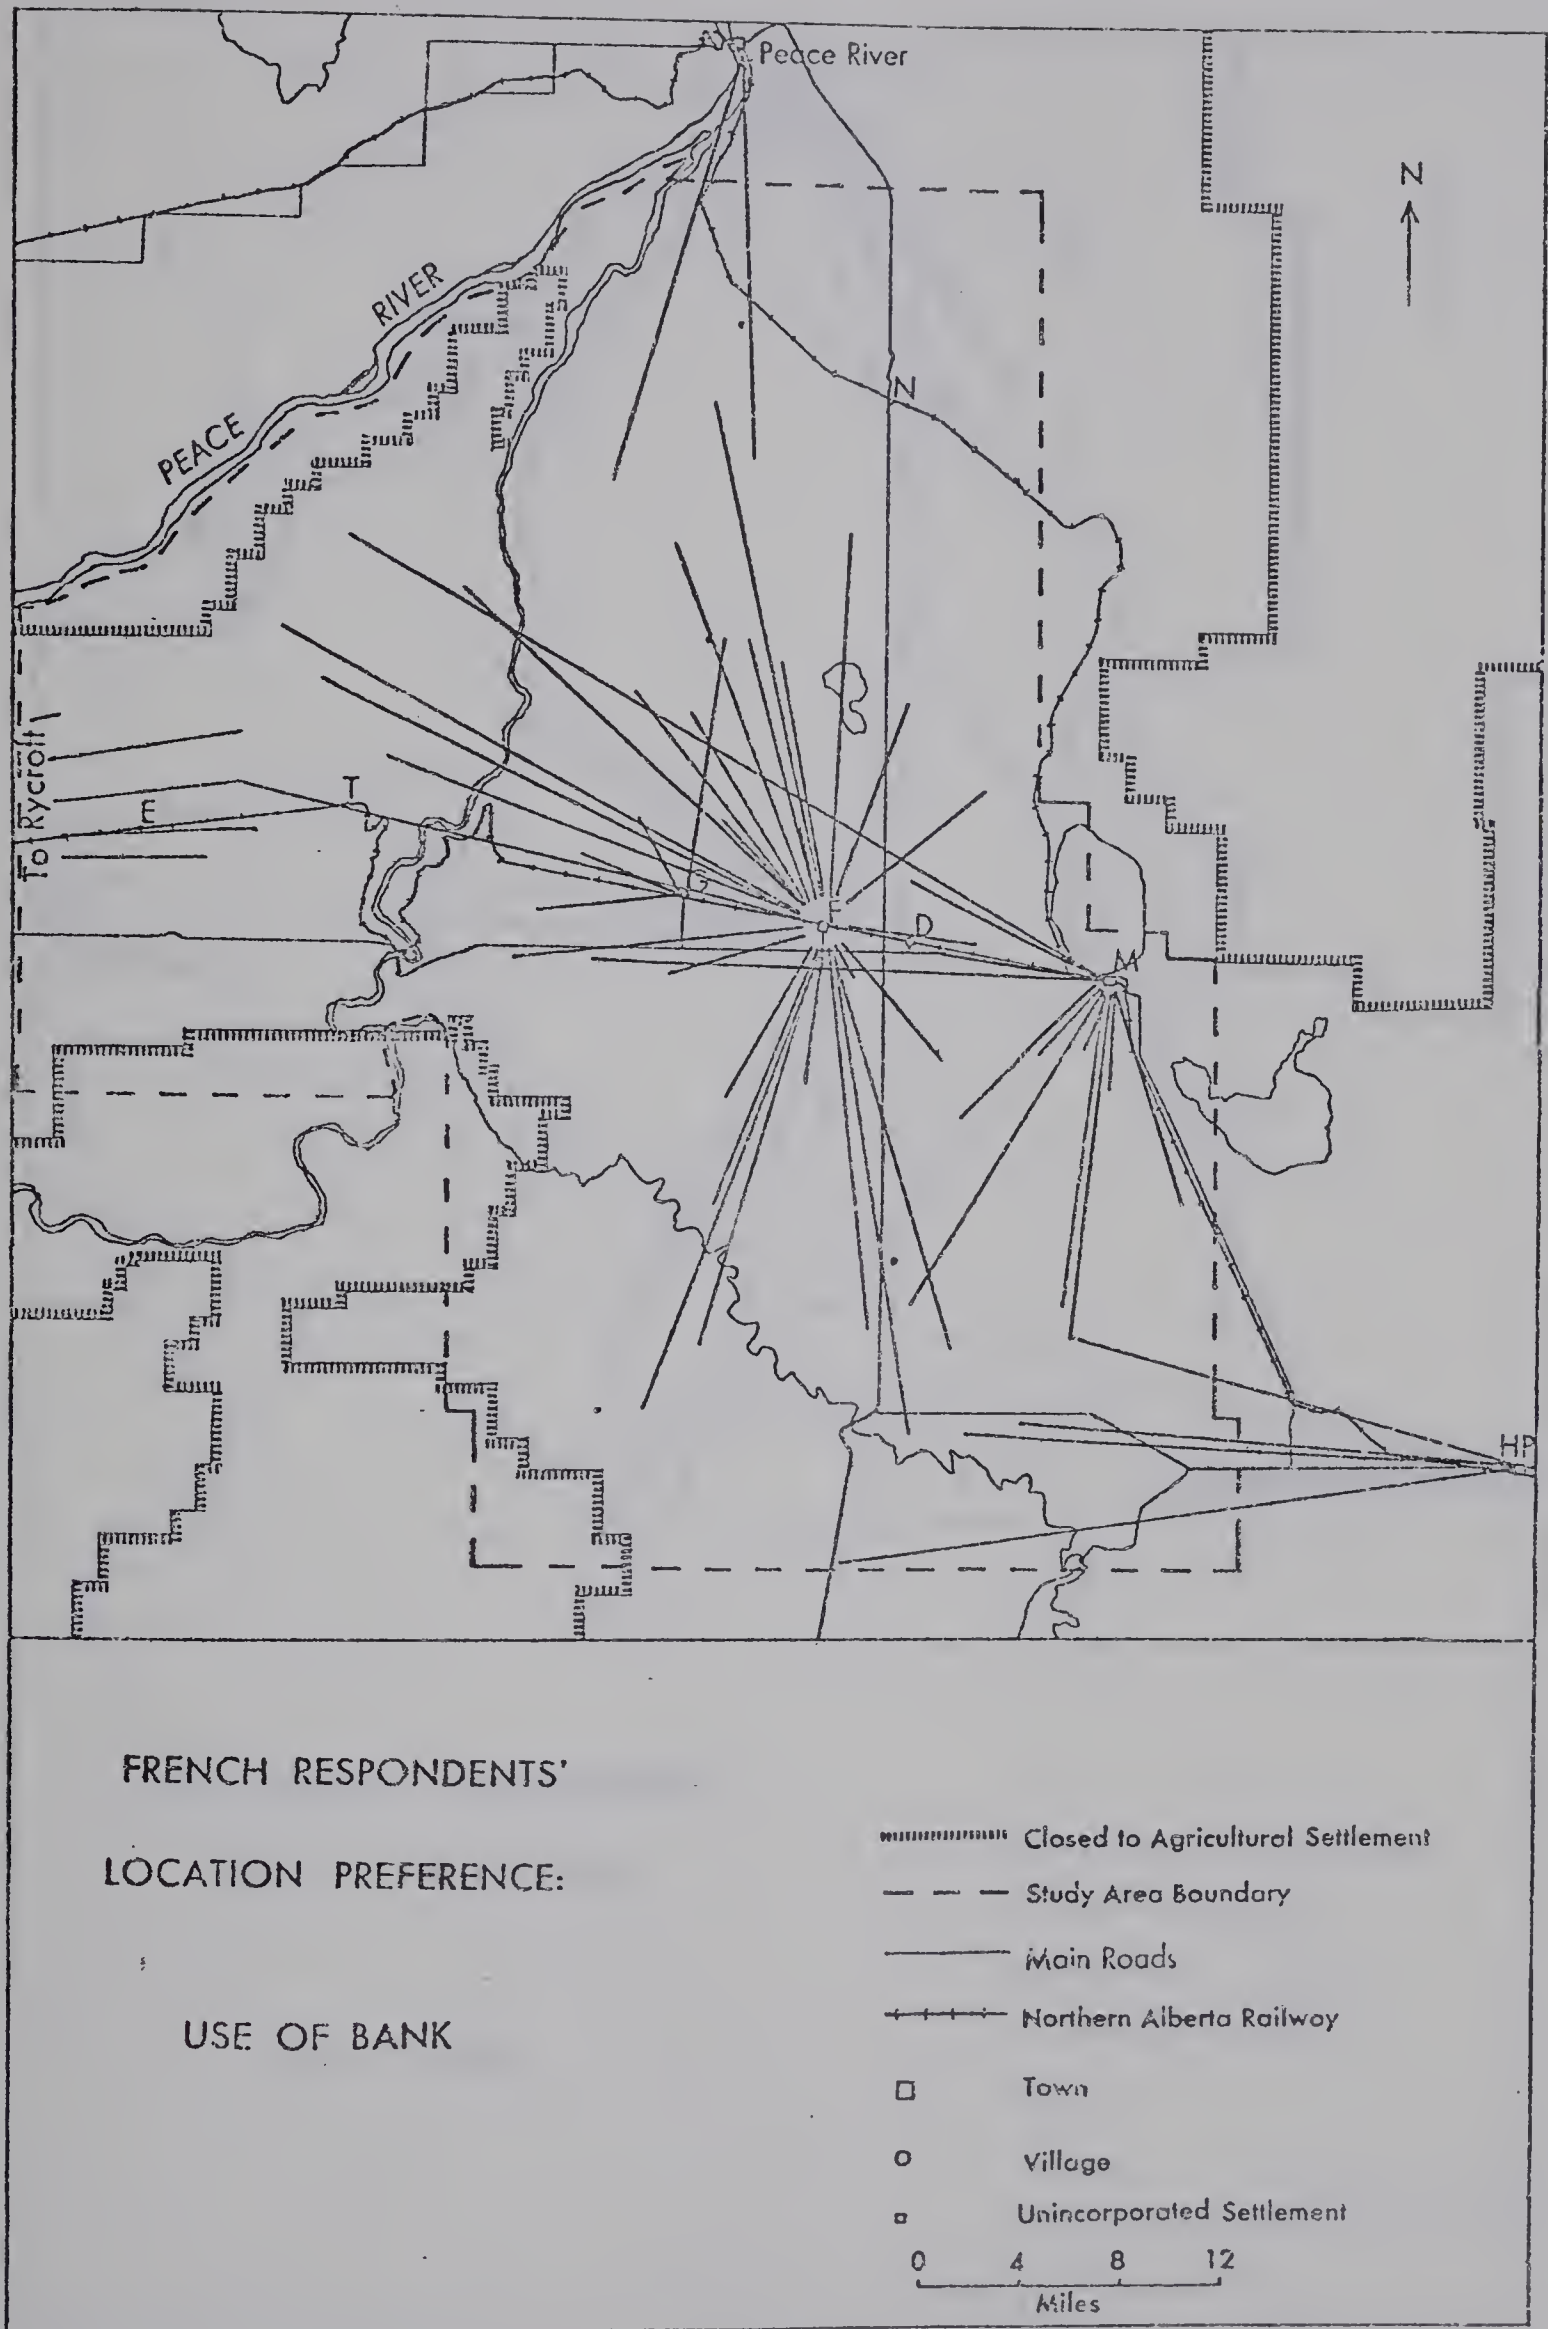 Peace River
N
RIVER
PEACE
N
To Rycroft
T
E
G
F
D
M
HP
FRENCH RESPONDENTS'
LOCATION PREFERENCE:
USE OF BANK
Closed to Agricultural Settlement
Study Area Boundary
Main Roads
Northern Alberta Railway
Town
Village
Unincorporated Settlement
0 4 8 12
Miles